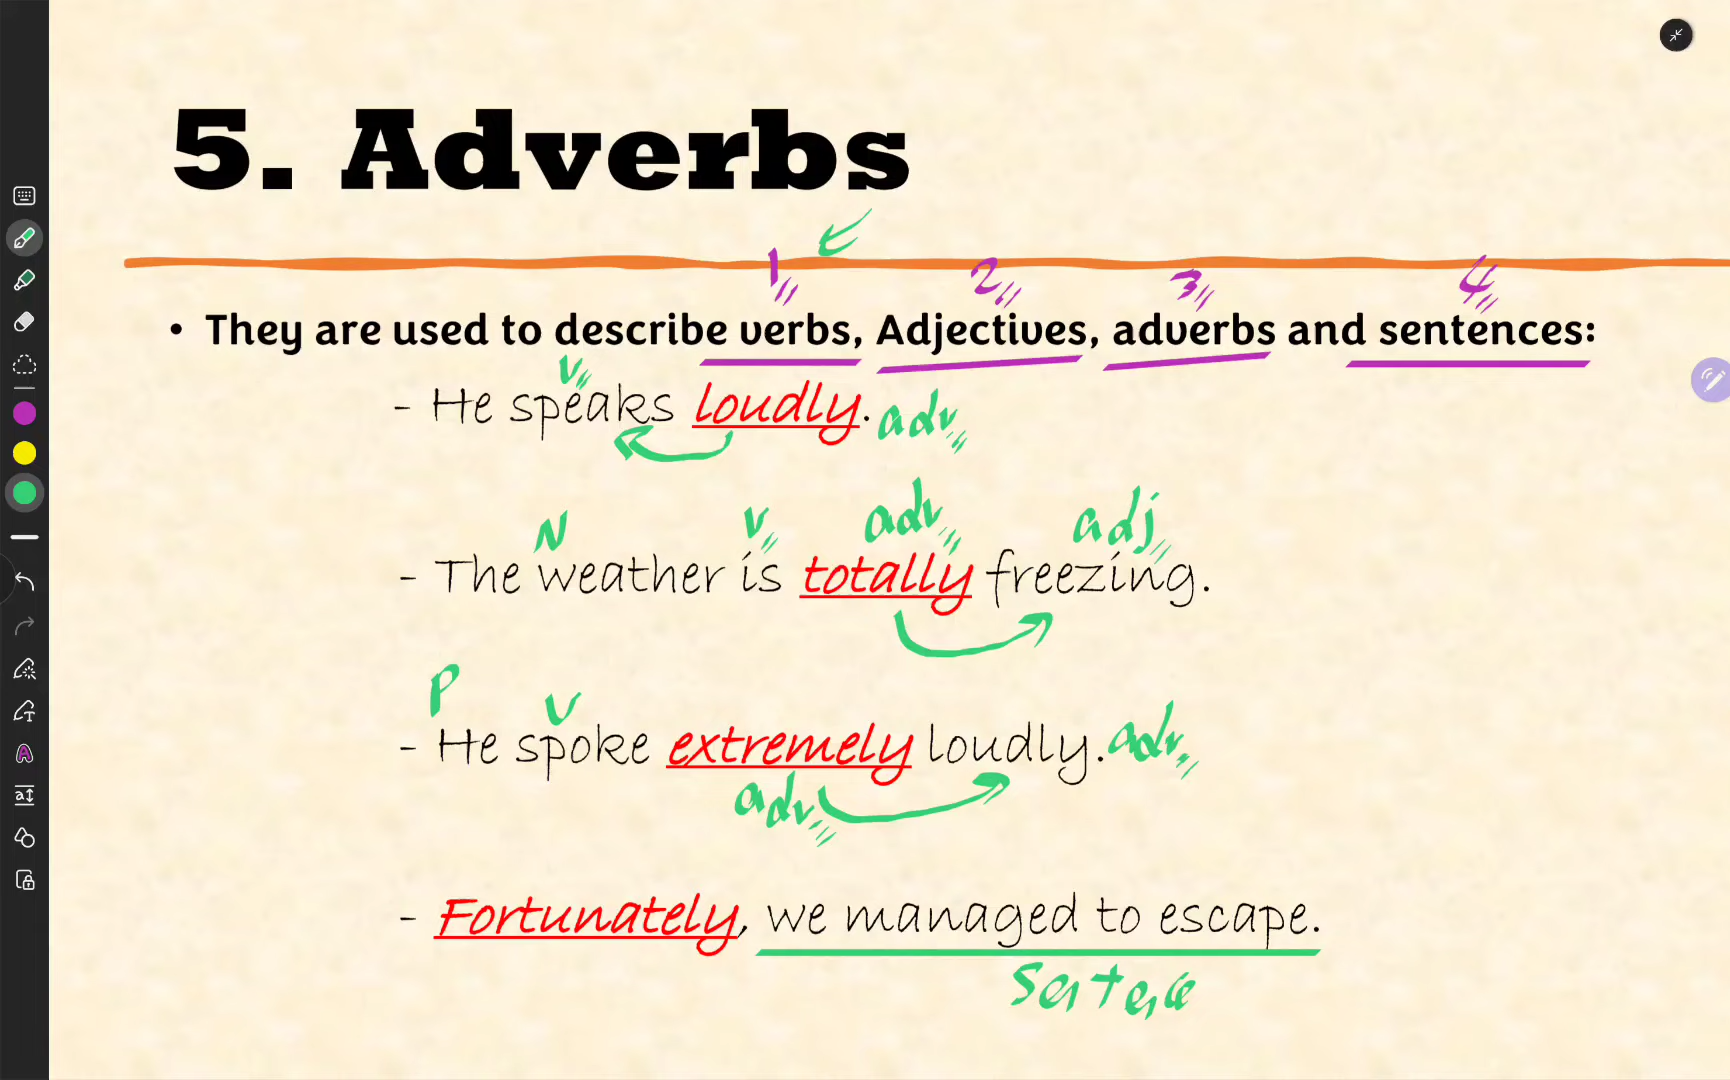 5. Adverbs
1 2 3 4
• They are used to describe verbs, Adjectives, adverbs and sentences:
v
- He speaks loudly. adv
N v adv adj
- The weather is totally freezing.
P v
- He spoke extremely loudly. adv
adv
- Fortunately, we managed to escape.